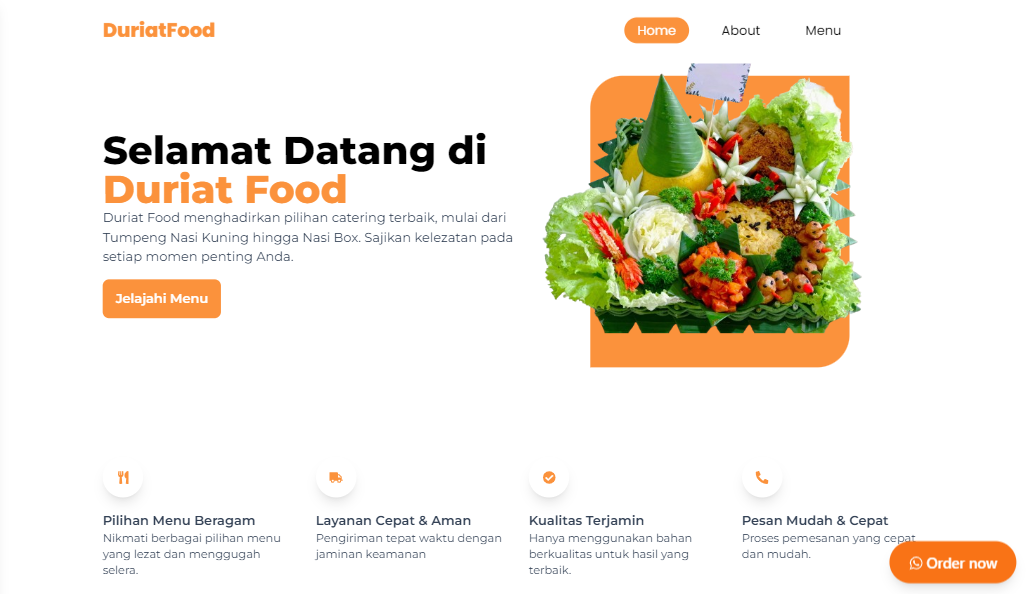 DuriatFood
Home About Menu
Selamat Datang di
Duriat Food
Duriat Food menghadirkan pilihan catering terbaik, mulai dari
Tumpeng Nasi Kuning hingga Nasi Box. Sajikan kelezatan pada
setiap momen penting Anda.
Jelajahi Menu
Pilihan Menu Beragam
Nikmati berbagai pilihan menu
yang lezat dan menggugah
selera.
Layanan Cepat & Aman
Pengiriman tepat waktu dengan
jaminan keamanan
Kualitas Terjamin
Hanya menggunakan bahan
berkualitas untuk hasil yang
terbaik.
Pesan Mudah & Cepat
Proses pemesanan yang cepat
dan mudah.
Order now